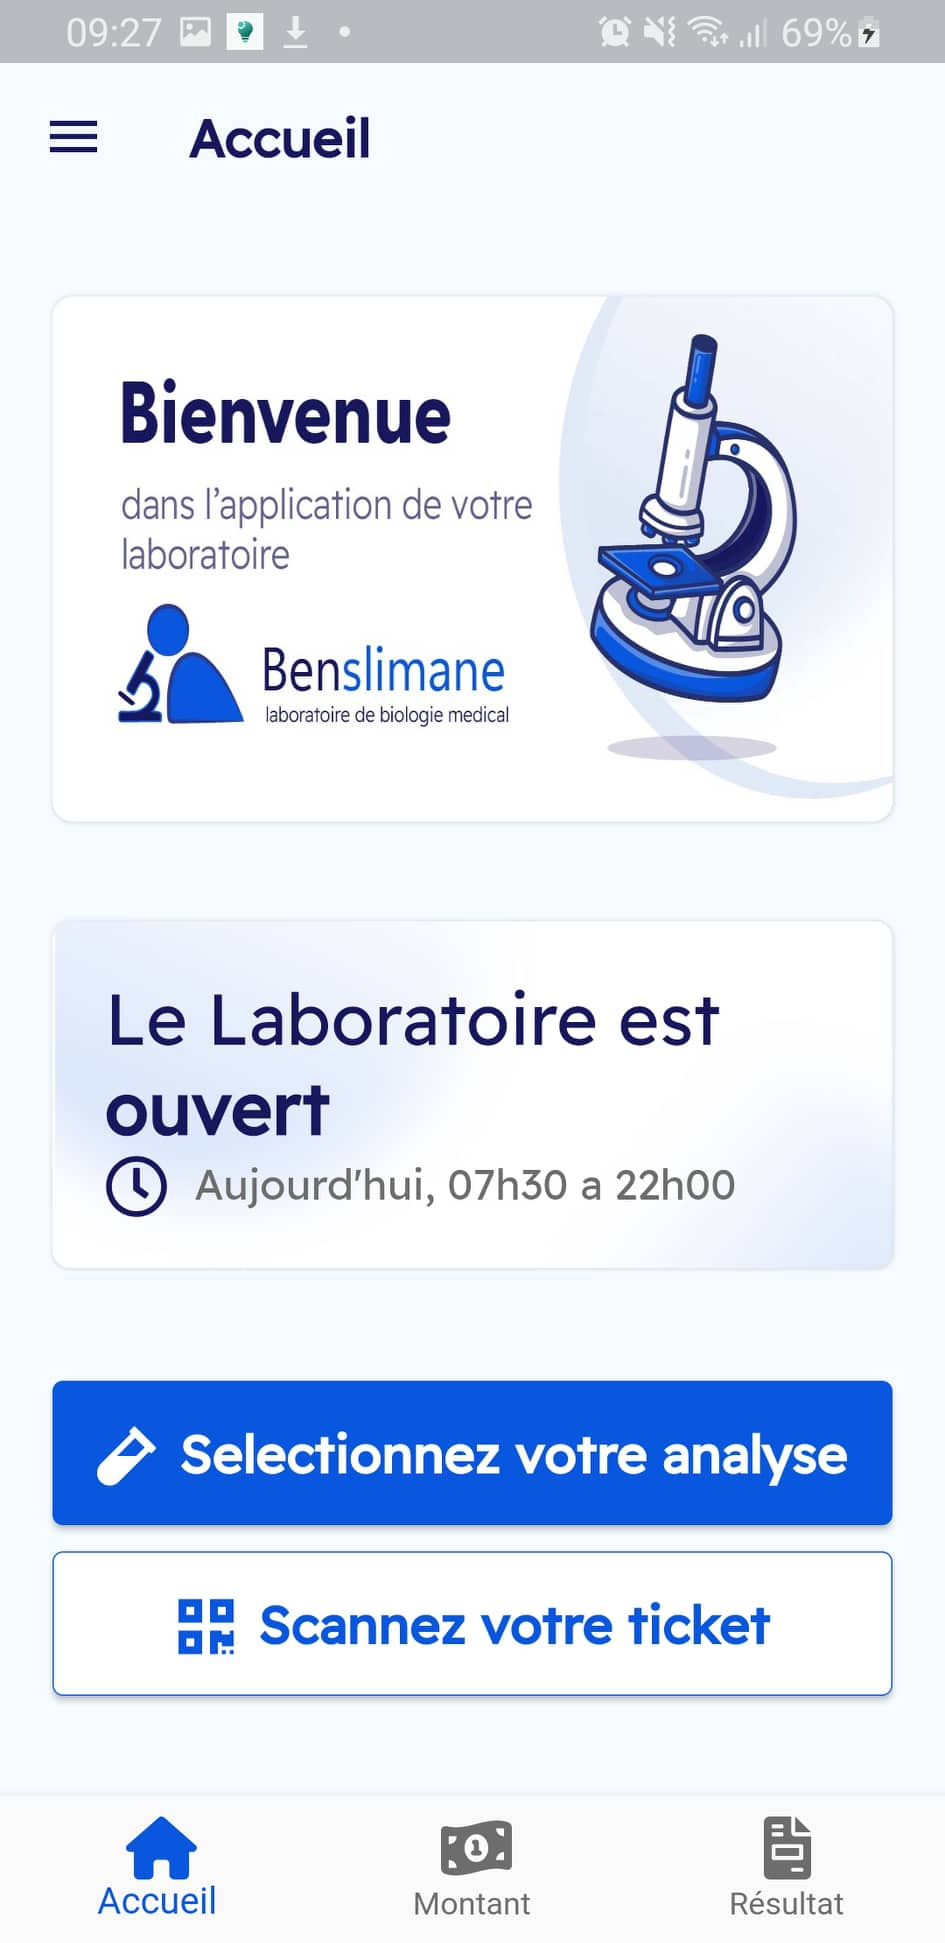 09:27 69%
Accueil
Bienvenue
dans l’application de votre
laboratoire
Benslimane
laboratoire de biologie medical
Le Laboratoire est
ouvert
Aujourd'hui, 07h30 a 22h00
Selectionnez votre analyse
Scannez votre ticket
Accueil
Montant
Résultat